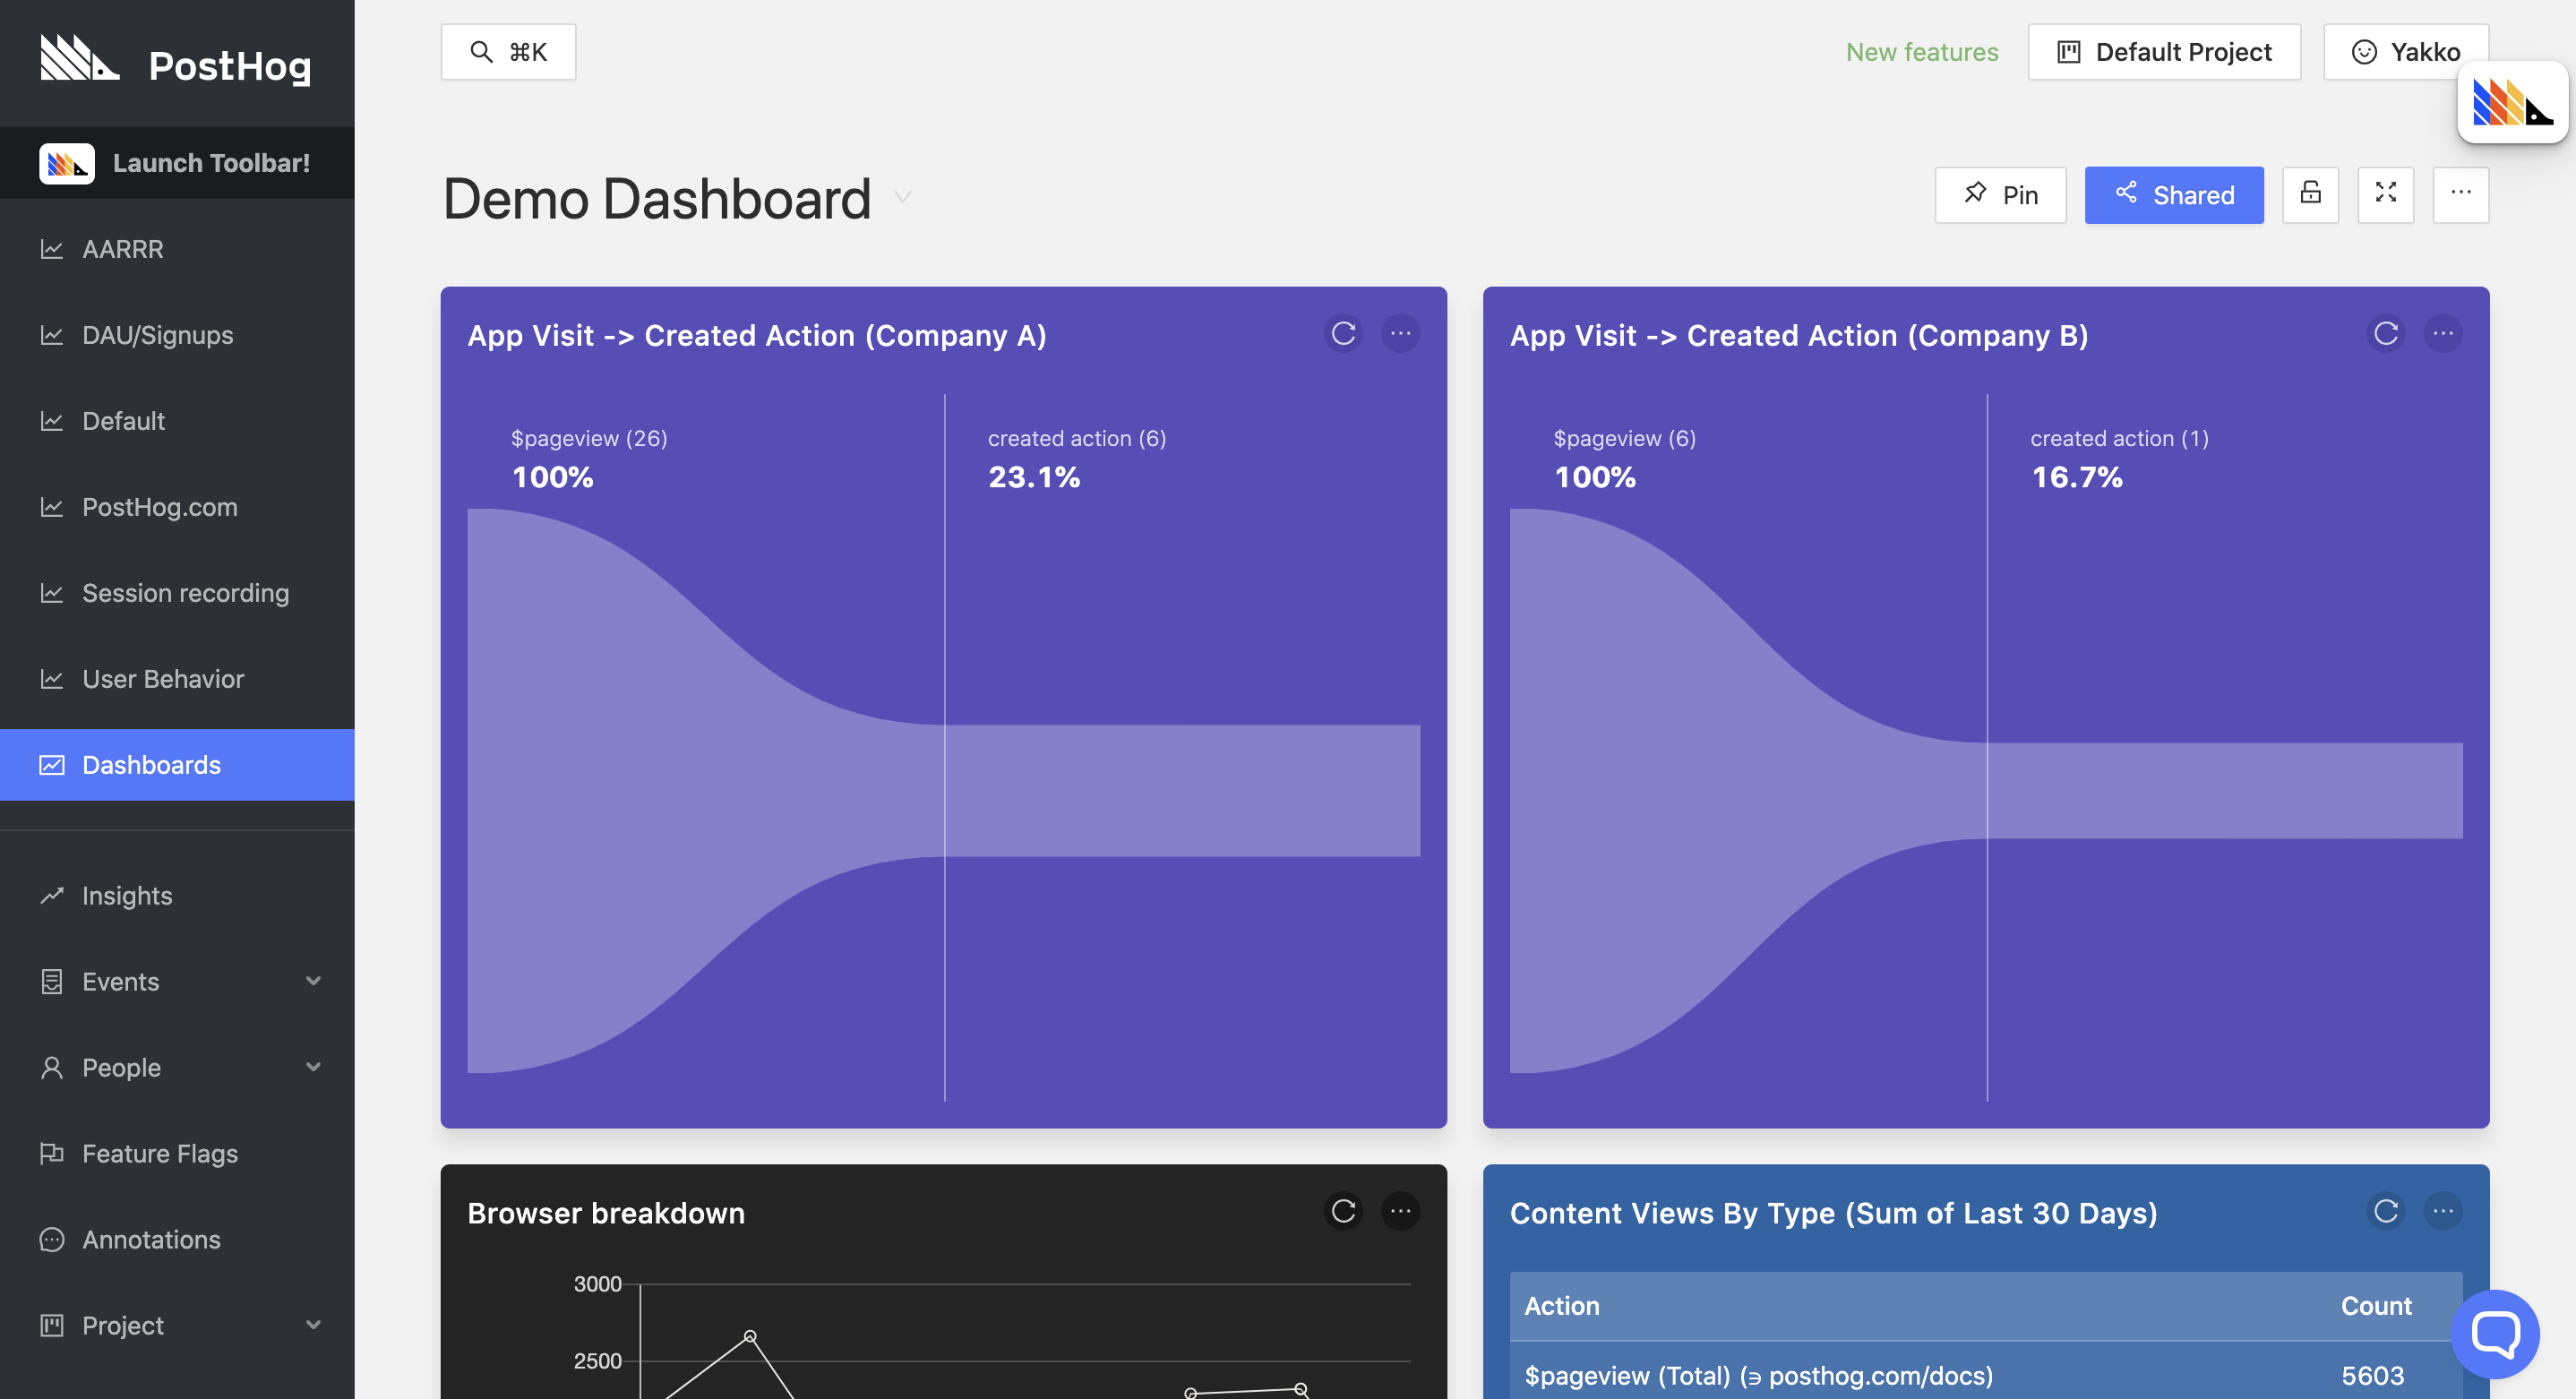 PostHog
Launch Toolbar!
AARRR
DAU/Signups
Default
PostHog.com
Session recording
User Behavior
Dashboards
Insights
Events
People
Feature Flags
Annotations
Project
⌘K
New features
Default Project
Yakko
Demo Dashboard
Pin
Shared
App Visit -> Created Action (Company A)
$pageview (26)
100%
created action (6)
23.1%
App Visit -> Created Action (Company B)
$pageview (6)
100%
created action (1)
16.7%
Browser breakdown
3000
2500
Content Views By Type (Sum of Last 30 Days)
Action Count
$pageview (Total) (∋ posthog.com/docs) 5603